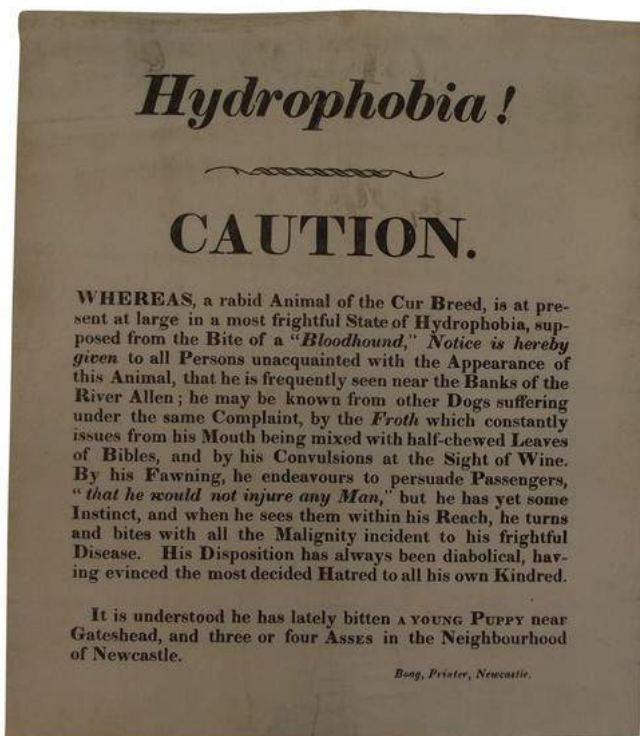 Hydrophobia!
CAUTION.
WHEREAS, a rabid Animal of the Cur Breed, is at pre-
sent at large in a most frightful State of Hydrophobia, sup-
posed from the Bite of a "Bloodhound," Notice is hereby
given to all Persons unacquainted with the Appearance of
this Animal, that he is frequently seen near the Banks of the
River Allen; he may be known from other Dogs suffering
under the same Complaint, by the Froth which constantly
issues from his Mouth being mixed with half-chewed Leaves
of Bibles, and by his Convulsions at the Sight of Wine.
By his Fawning, he endeavours to persuade Passengers,
"that he would not injure any Man," but he has yet some
Instinct, and when he sees them within his Reach, he turns
and bites with all the Malignity incident to his frightful
Disease. His Disposition has always been diabolical, hav-
ing evinced the most decided Hatred to all his own Kindred.
It is understood he has lately bitten A YOUNG PUPPY near
Gateshead, and three or four ASSES in the Neighbourhood
of Newcastle.
Bong, Printer, Newcastle.